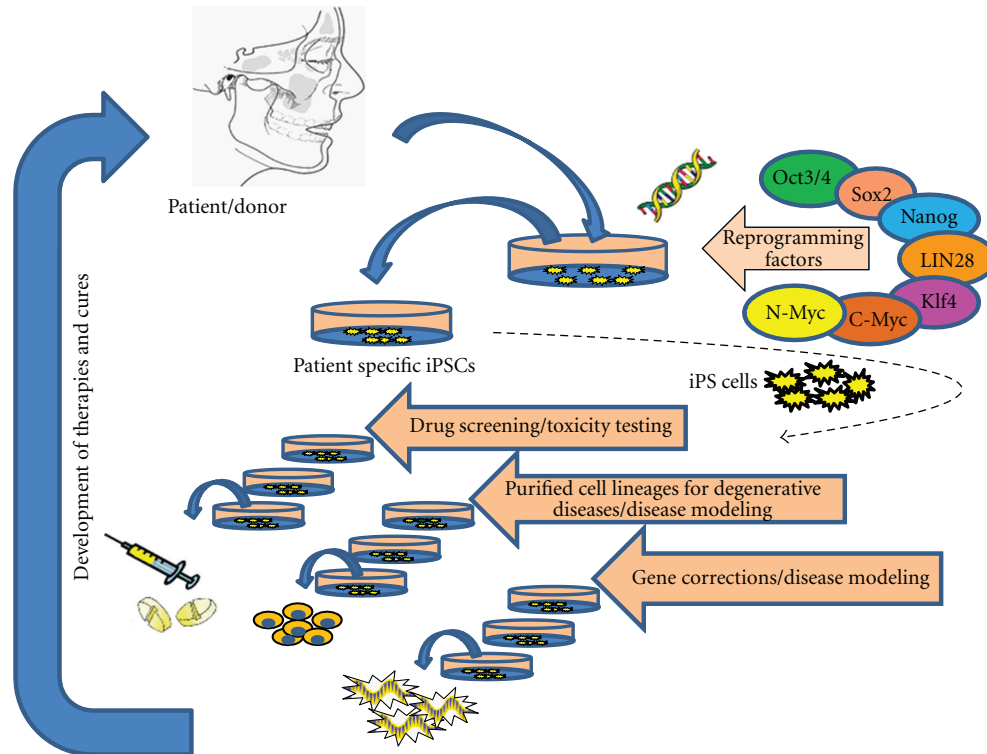 Patient/donor
Oct3/4
Sox2
Nanog
LIN28
Klf4
C-Myc
N-Myc
Reprogramming
factors
Patient specific iPSCs
iPS cells
Drug screening/toxicity testing
Purified cell lineages for degenerative
diseases/disease modeling
Gene corrections/disease modeling
Development of therapies and cures